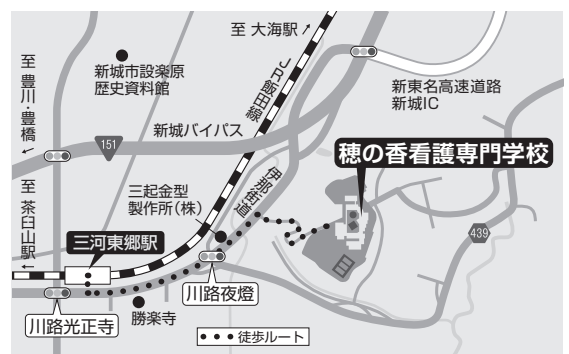 至 大海駅
至 豊川・豊橋
新城市設楽原
歴史資料館
JR飯田線
新東名高速道路
新城IC
151
新城バイパス
穂の香看護専門学校
至 茶臼山駅
三起金型
製作所(株)
伊那街道
439
三河東郷駅
川路夜燈
川路光正寺
勝楽寺
徒歩ルート